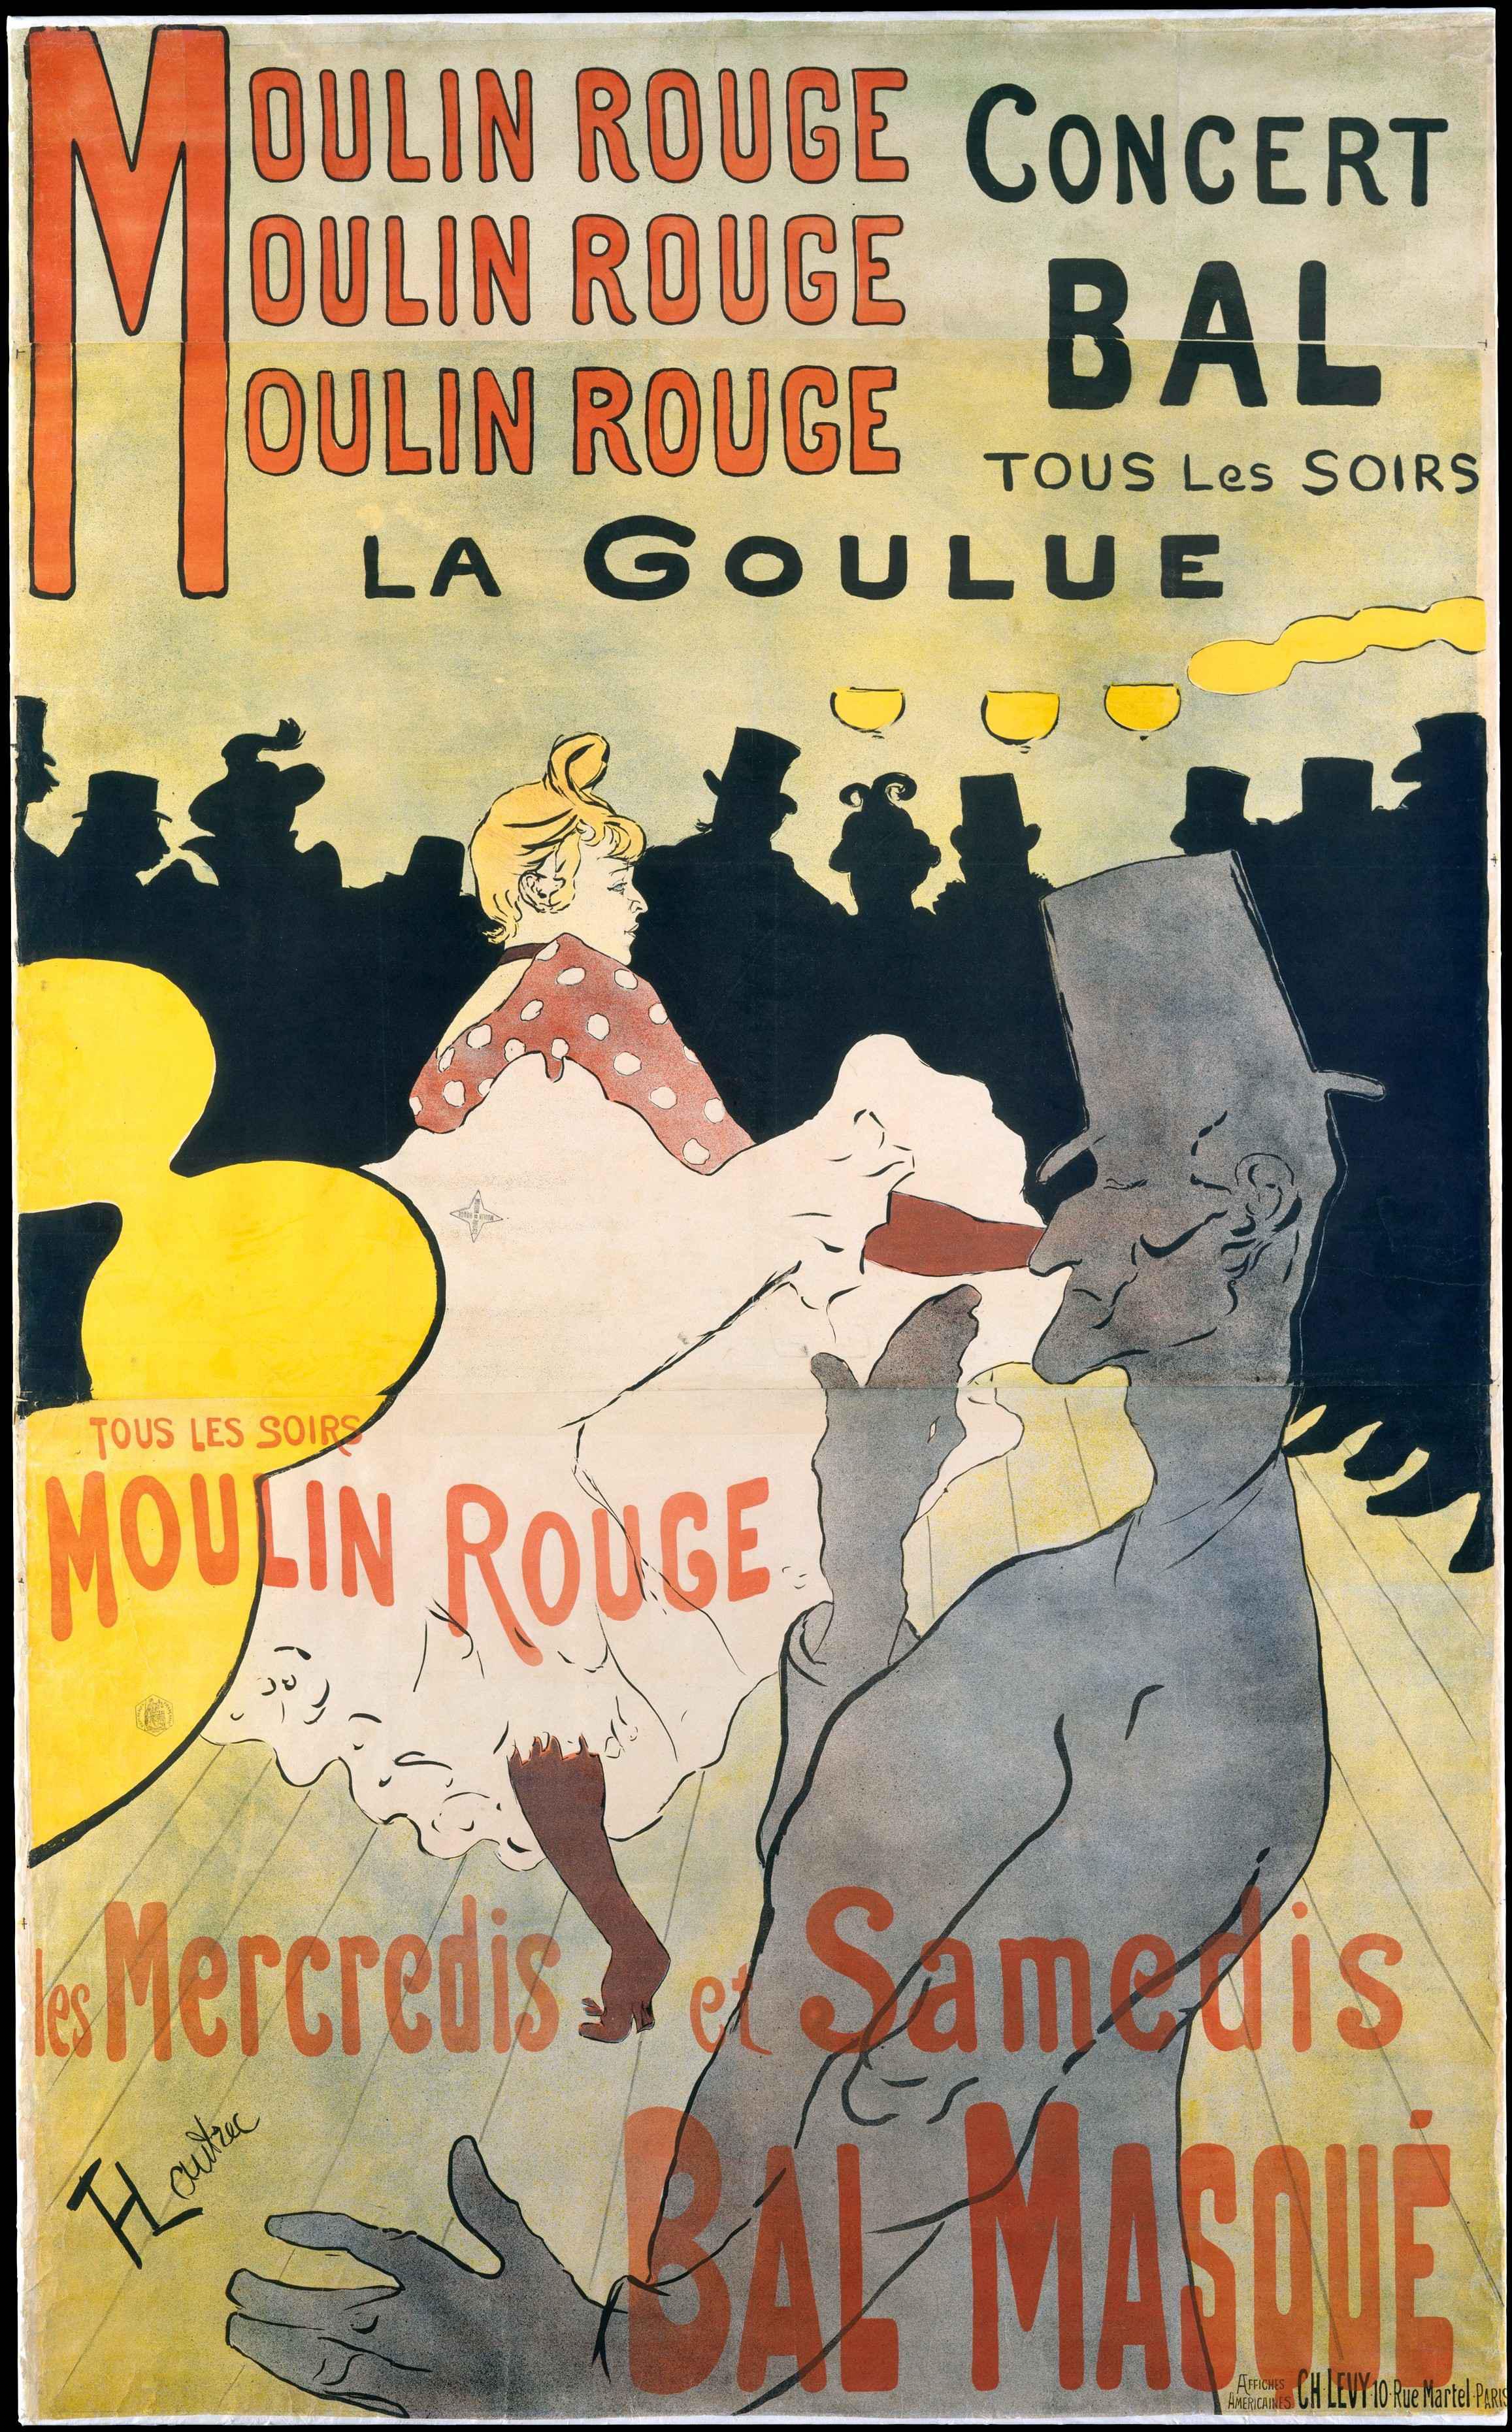 MOULIN ROUGE
MOULIN ROUGE
MOULIN ROUGE
CONCERT
BAL
TOUS Les SOIRS
LA GOULUE
TOUS LES SOIRS
MOULIN ROUGE
les Mercredis et Samedis
BAL MASQUÉ
HLautrec
AFFICHES
AMERICAINES
CH LEVY 10 Rue Martel PARIS